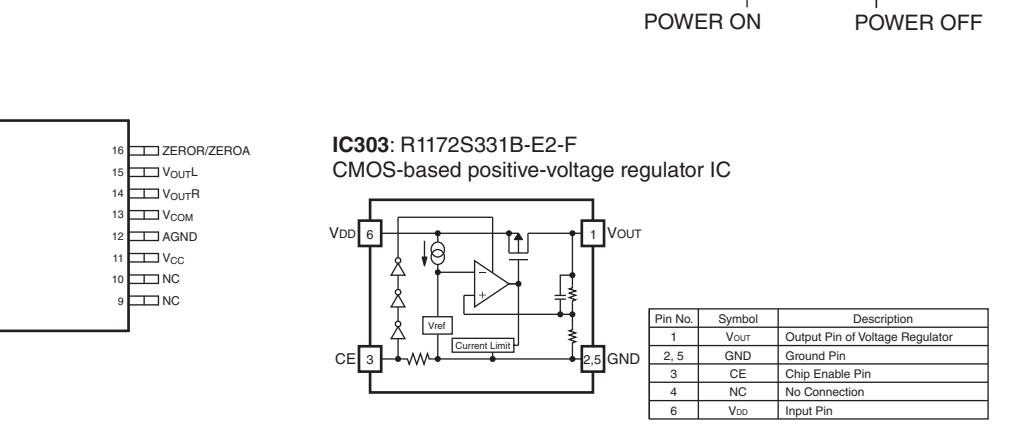 POWER ON
POWER OFF
16 ZEROR/ZEROA
15 VOUTL
14 VOUTR
13 VCOM
12 AGND
11 VCC
10 NC
9 NC
IC303: R1172S331B-E2-F
CMOS-based positive-voltage regulator IC
VDD 6
1 VOUT
Vref
Current Limit
CE 3
2,5 GND
Pin No. Symbol Description
1 VOUT Output Pin of Voltage Regulator
2, 5 GND Ground Pin
3 CE Chip Enable Pin
4 NC No Connection
6 VDD Input Pin